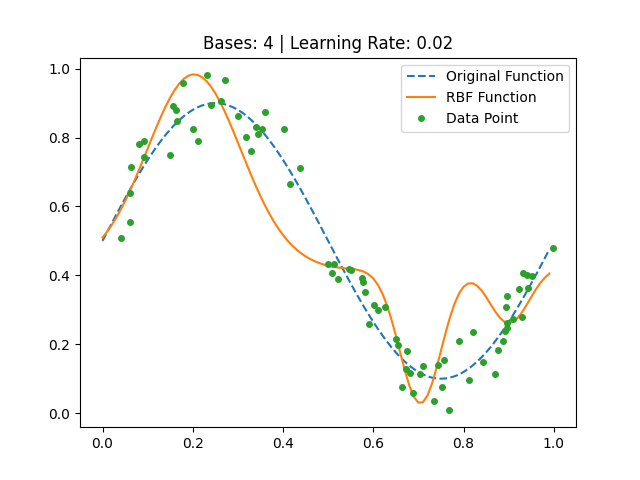 Bases: 4 | Learning Rate: 0.02
Original Function
RBF Function
Data Point
1.0
0.8
0.6
0.4
0.2
0.0
0.0 0.2 0.4 0.6 0.8 1.0